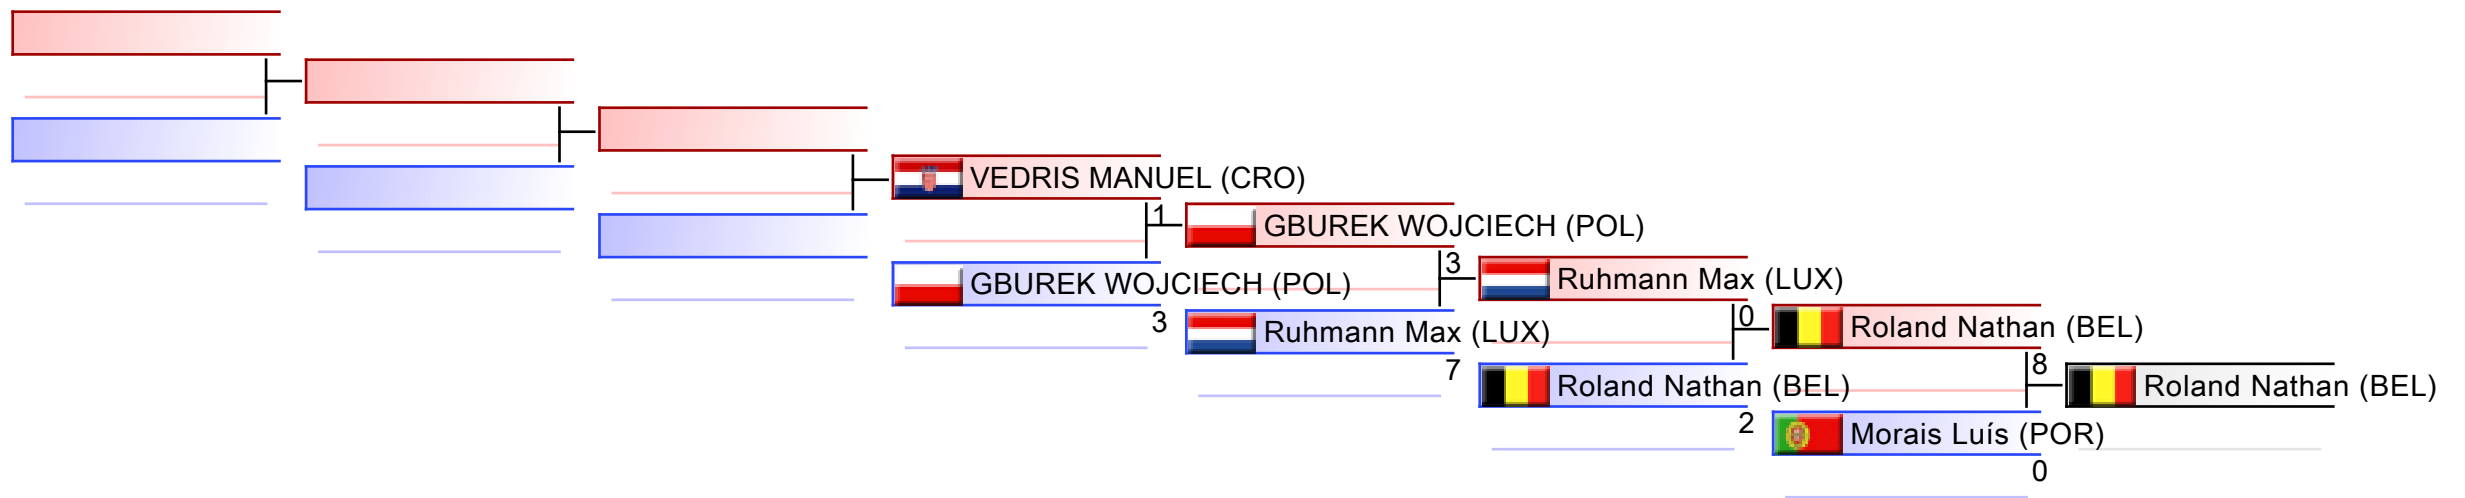 VEDRIS MANUEL (CRO)
1
GBUREK WOJCIECH (POL)
3
GBUREK WOJCIECH (POL)
3
Ruhmann Max (LUX)
Ruhmann Max (LUX)
7
0
Roland Nathan (BEL)
Roland Nathan (BEL)
2
8
Roland Nathan (BEL)
Morais Luís (POR)
0